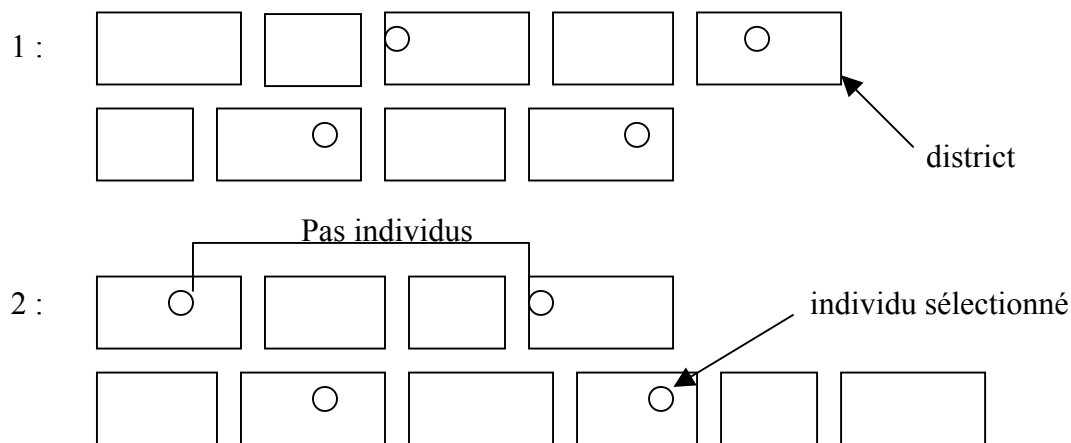 1 :
district
Pas individus
2 :
individu sélectionné